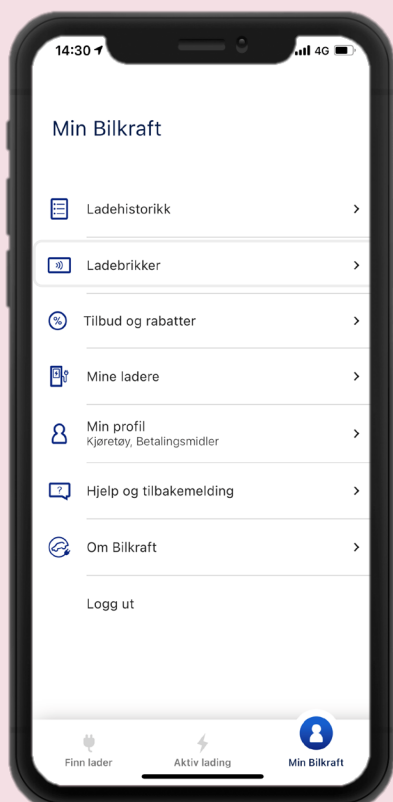 14:30
4G
Min Bilkraft
Ladehistorikk
Ladebrikker
%
Tilbud og rabatter
Mine ladere
Min profil
Kjøretøy, Betalingsmidler
?
Hjelp og tilbakemelding
Om Bilkraft
Logg ut
Finn lader
Aktiv lading
Min Bilkraft